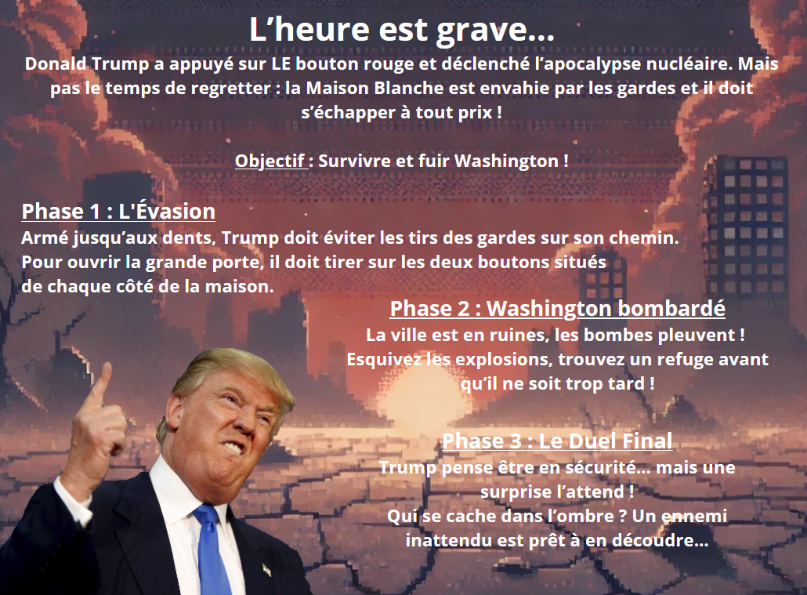 L’heure est grave...
Donald Trump a appuyé sur LE bouton rouge et déclenché l’apocalypse nucléaire. Mais
pas le temps de regretter : la Maison Blanche est envahie par les gardes et il doit
s’échapper à tout prix !
Objectif : Survivre et fuir Washington !
Phase 1 : L'Évasion
Armé jusqu’aux dents, Trump doit éviter les tirs des gardes sur son chemin.
Pour ouvrir la grande porte, il doit tirer sur les deux boutons situés
de chaque côté de la maison.
Phase 2 : Washington bombardé
La ville est en ruines, les bombes pleuvent !
Esquivez les explosions, trouvez un refuge avant
qu’il ne soit trop tard !
Phase 3 : Le Duel Final
Trump pense être en sécurité... mais une
surprise l’attend !
Qui se cache dans l’ombre ? Un ennemi
inattendu est prêt à en découdre...